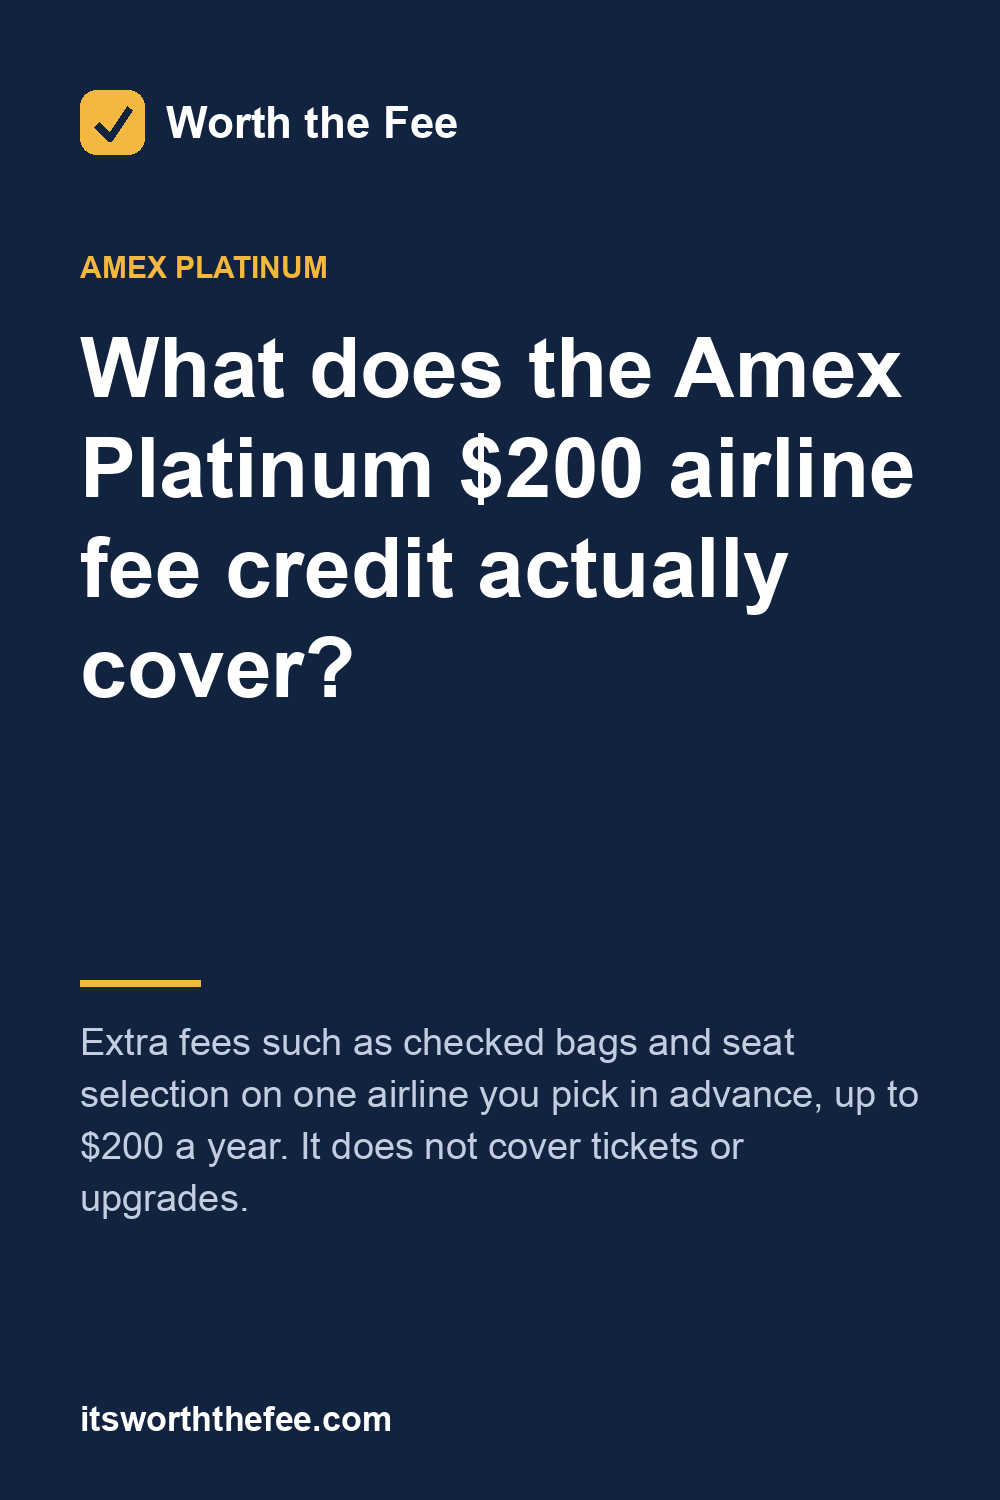 Worth the Fee
AMEX PLATINUM
What does the Amex
Platinum $200 airline
fee credit actually
cover?
Extra fees such as checked bags and seat
selection on one airline you pick in advance, up to
$200 a year. It does not cover tickets or
upgrades.
itsworththefee.com